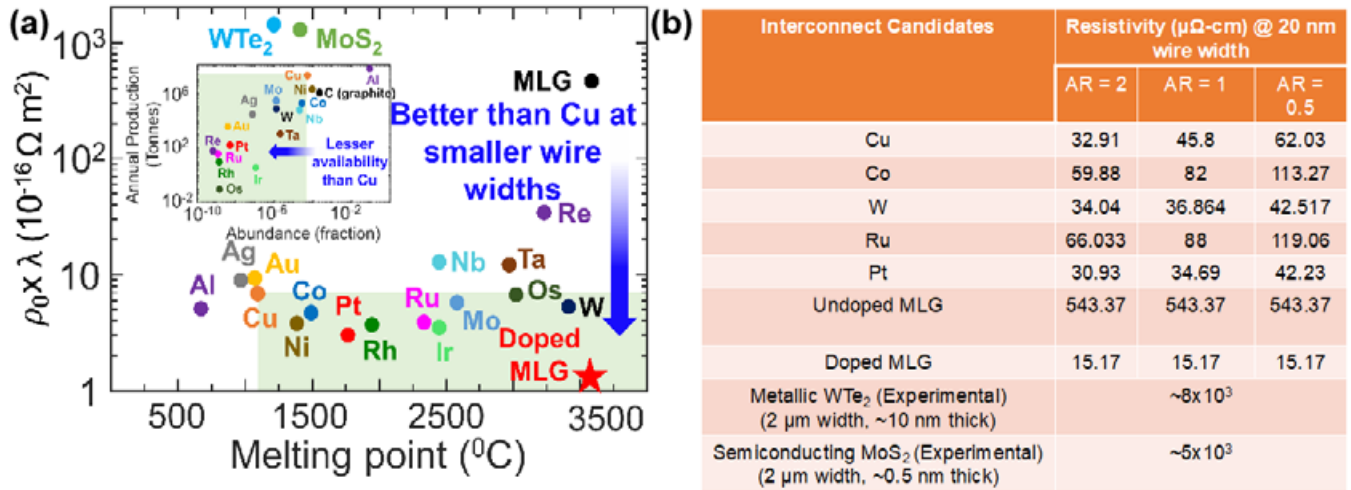 (a)
ρ₀x λ (10⁻¹⁶ Ω m²)
10³
10²
10
1
500
1500
2500
3500
Melting point (⁰C)
WTe₂
MoS₂
MLG
Better than Cu at
smaller wire
widths
Re
Ag
Au
Al
Cu
Co
Ni
Pt
Rh
Ru
Ir
Nb
Mo
Ta
Os
W
Doped
MLG
Annual Production
(Tonnes)
10⁶
10²
10⁻²
10⁻¹⁰
10⁻⁶
10⁻²
Abundance (fraction)
Cu
Al
Mo
Ni
C (graphite)
Ag
Co
W
Nb
Au
Ta
Re
Pt
Ru
Rh
Ir
Os
Lesser
availability
than Cu
(b)
Interconnect Candidates
Resistivity (μΩ-cm) @ 20 nm
wire width
AR = 2 AR = 1 AR =
0.5
Cu 32.91 45.8 62.03
Co 59.88 82 113.27
W 34.04 36.864 42.517
Ru 66.033 88 119.06
Pt 30.93 34.69 42.23
Undoped MLG 543.37 543.37 543.37
Doped MLG 15.17 15.17 15.17
Metallic WTe₂ (Experimental)
(2 μm width, ~10 nm thick)
~8x10³
Semiconducting MoS₂ (Experimental)
(2 μm width, ~0.5 nm thick)
~5x10³